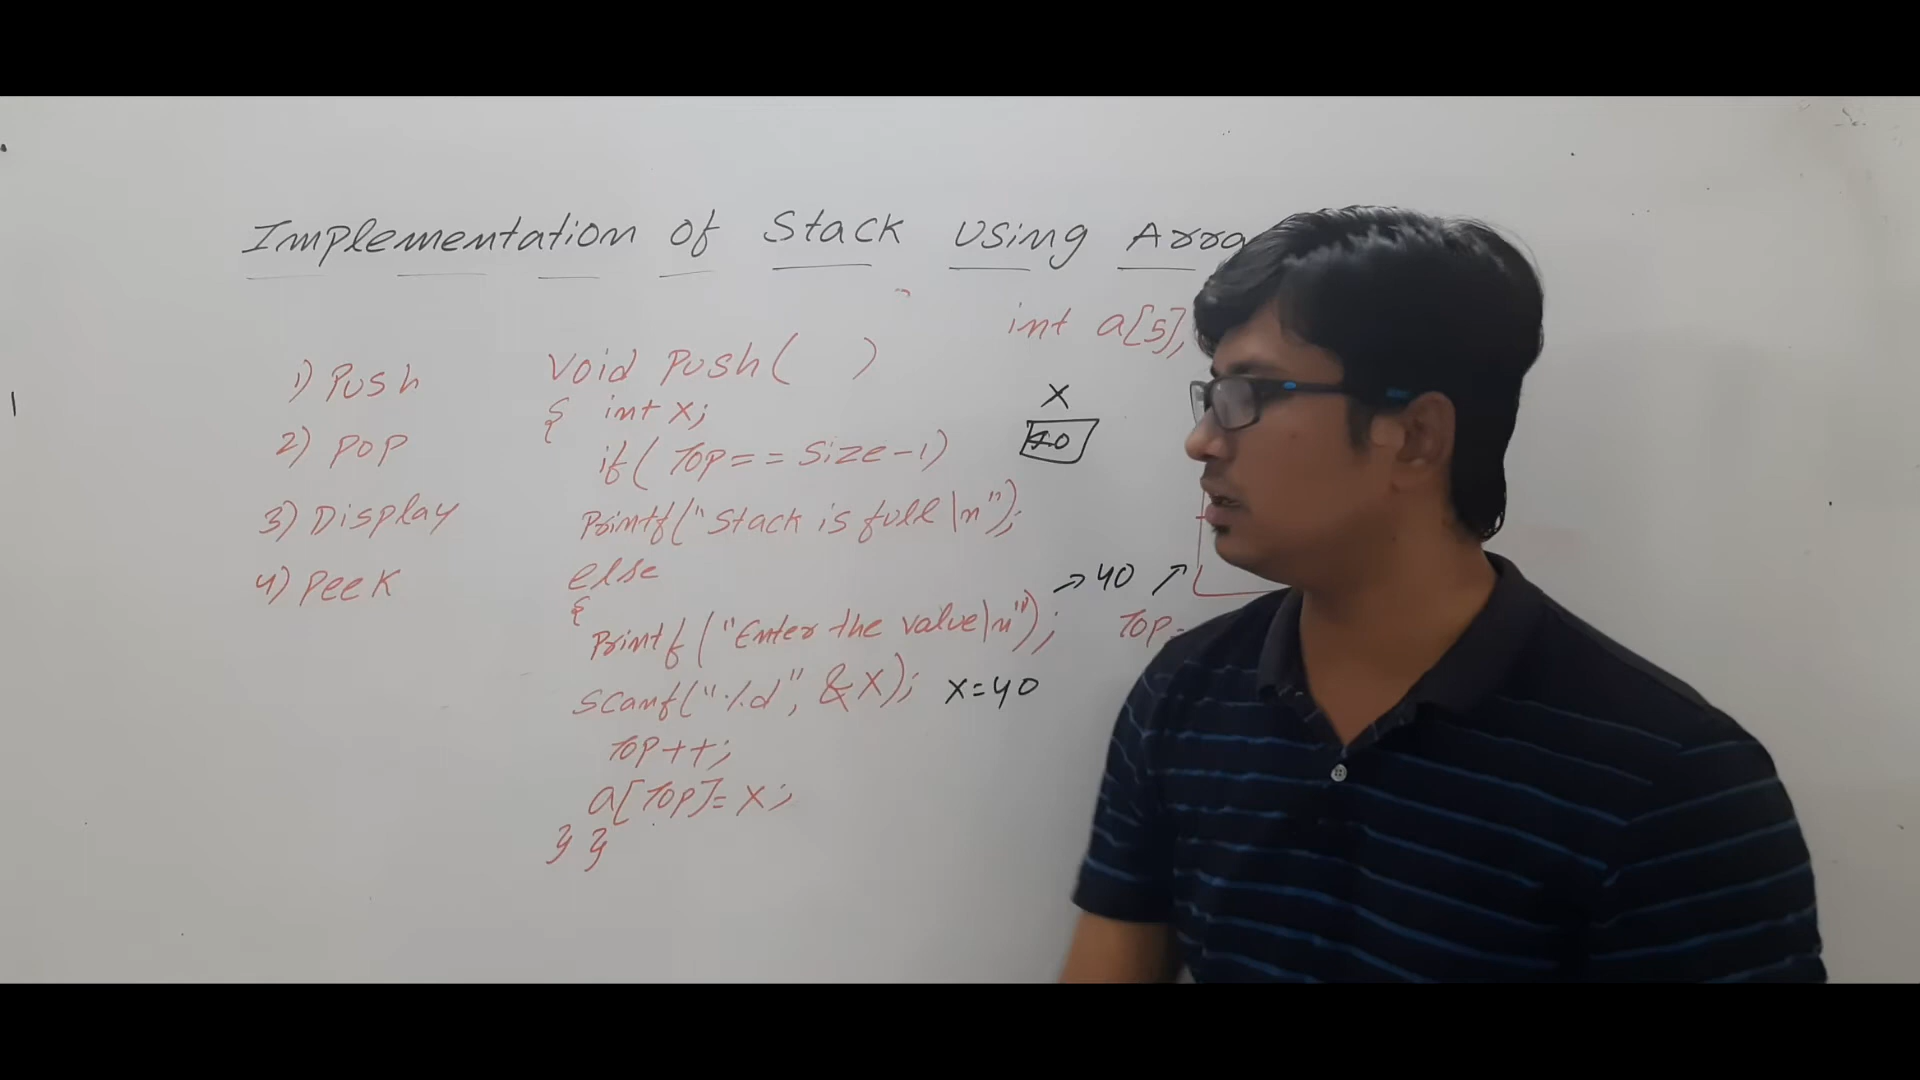 Implementation of Stack Using Arra
int a[5];
1) Push
2) Pop
3) Display
4) Peek
void push( )
{ int x;
if( Top== Size-1)
Printf("Stack is full\n");
else
{
Printf("Enter the value\n");
scanf("%d", &x);
Top++;
a[Top]=x;
} }
x
→ 40
x=40
Top=